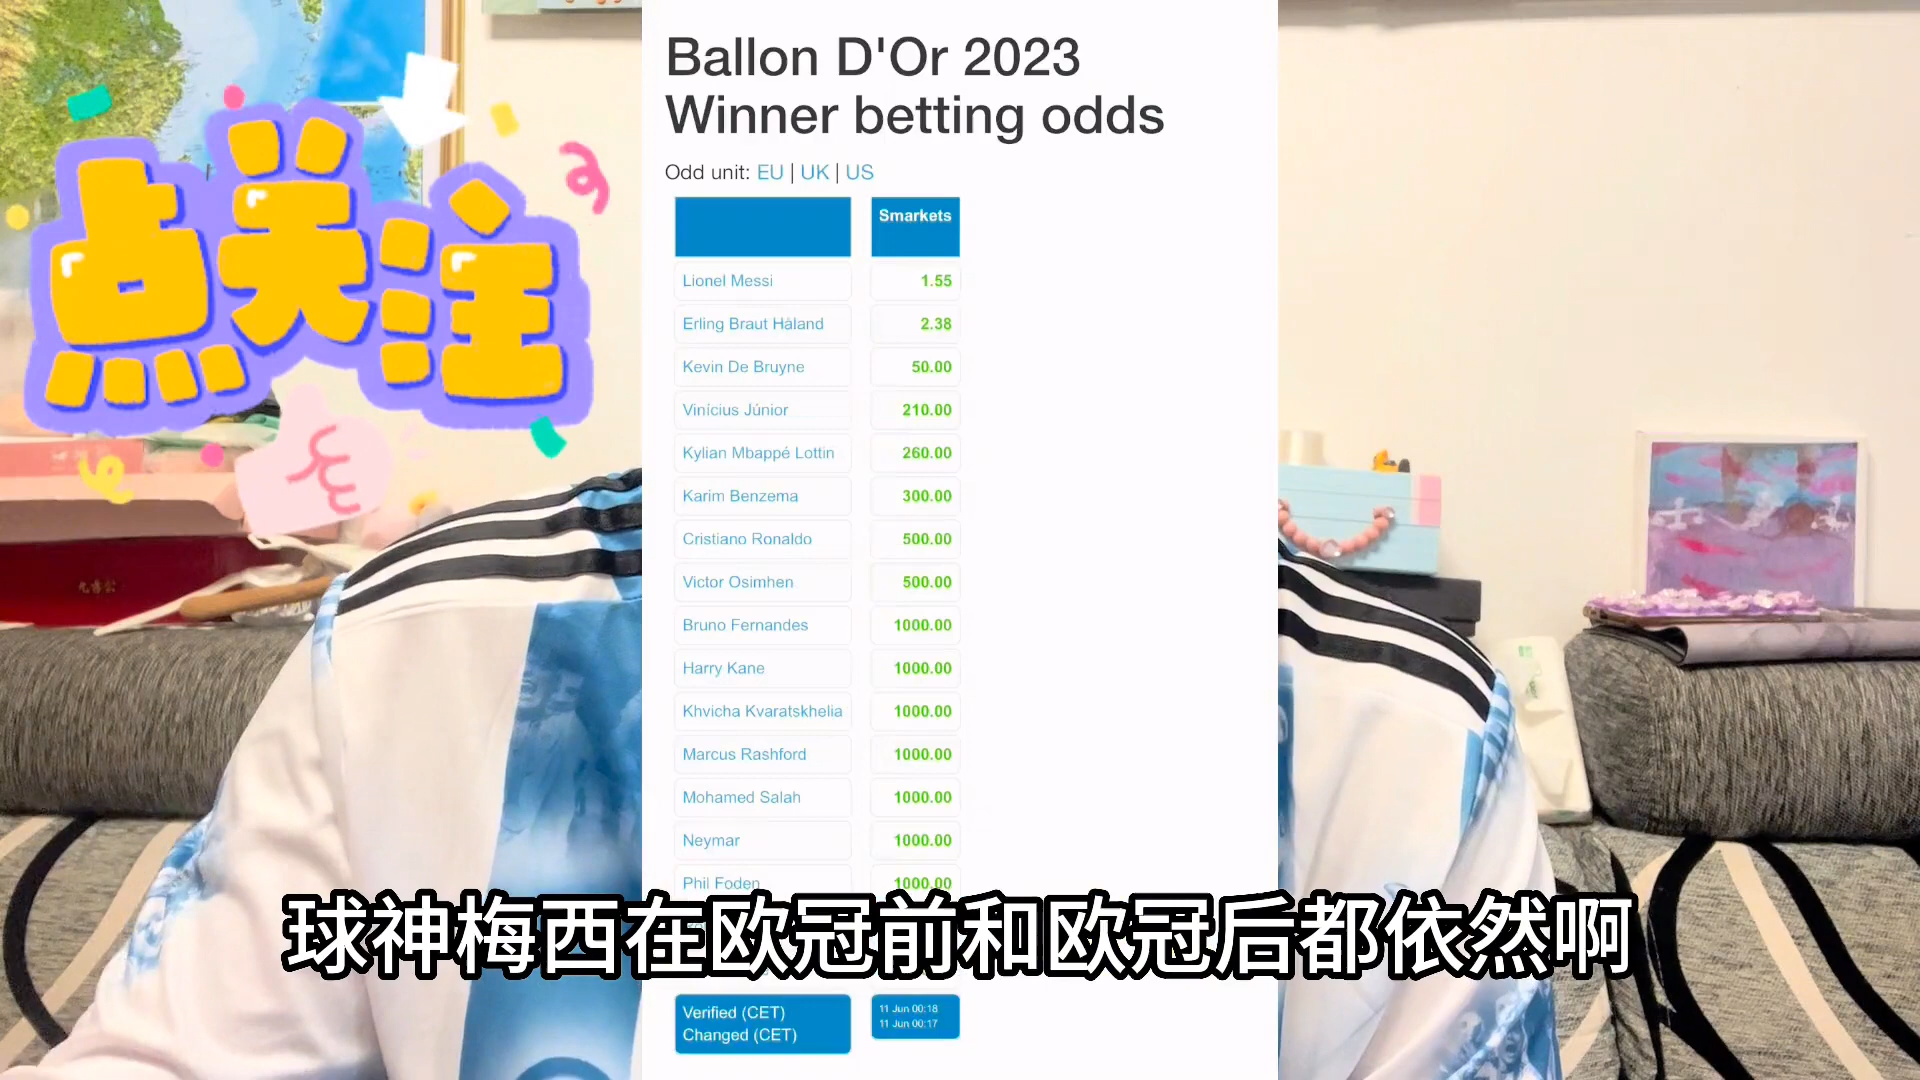 点关注
Ballon D'Or 2023
Winner betting odds
Odd unit: EU | UK | US
Smarkets
Lionel Messi 1.55
Erling Braut Håland 2.38
Kevin De Bruyne 50.00
Vinícius Júnior 210.00
Kylian Mbappé Lottin 260.00
Karim Benzema 300.00
Cristiano Ronaldo 500.00
Victor Osimhen 500.00
Bruno Fernandes 1000.00
Harry Kane 1000.00
Khvicha Kvaratskhelia 1000.00
Marcus Rashford 1000.00
Mohamed Salah 1000.00
Neymar 1000.00
Phil Foden 1000.00
球神梅西在欧冠前和欧冠后都依然啊
Verified (CET) 11 Jun 00:18
Changed (CET) 11 Jun 00:17